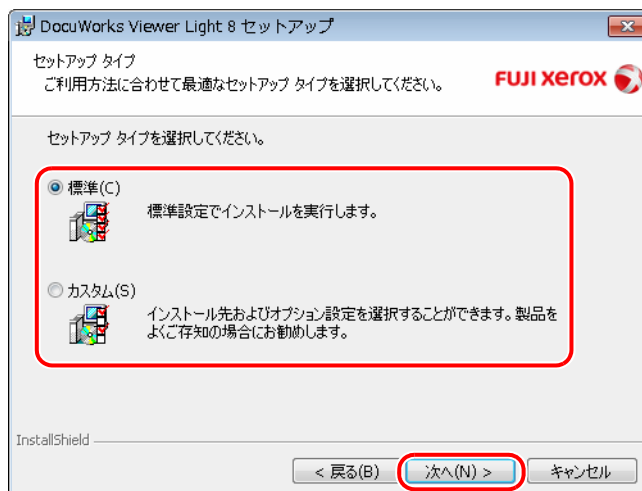 DocuWorks Viewer Light 8 セットアップ
セットアップ タイプ
ご利用方法に合わせて最適なセットアップ タイプを選択してください。
FUJI XEROX
セットアップ タイプを選択してください。
標準(C)
標準設定でインストールを実行します。
カスタム(S)
インストール先およびオプション設定を選択することができます。製品を
よくご存知の場合にお勧めします。
InstallShield
< 戻る(B)
次へ(N) >
キャンセル